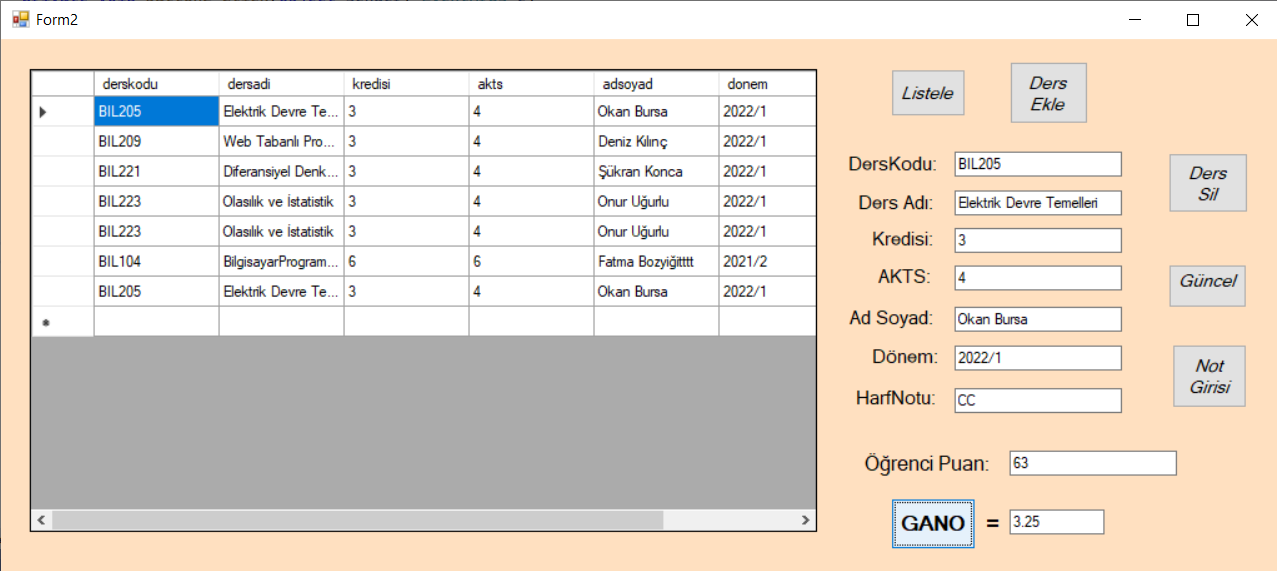 Form2
derskodu dersadi kredisi akts adsoyad donem
BIL205 Elektrik Devre Te... 3 4 Okan Bursa 2022/1
BIL209 Web Tabanlı Pro... 3 4 Deniz Kılınç 2022/1
BIL221 Diferansiyel Denk... 3 4 Şükran Konca 2022/1
BIL223 Olasılık ve İstatistik 3 4 Onur Uğurlu 2022/1
BIL223 Olasılık ve İstatistik 3 4 Onur Uğurlu 2022/1
BIL104 BilgisayarProgram... 6 6 Fatma Bozyiğitttt 2021/2
BIL205 Elektrik Devre Te... 3 4 Okan Bursa 2022/1
Listele
Ders
Ekle
DersKodu: BIL205
Ders Adı: Elektrik Devre Temelleri
Kredisi: 3
AKTS: 4
Ad Soyad: Okan Bursa
Dönem: 2022/1
HarfNotu: CC
Ders
Sil
Güncel
Not
Girisi
Öğrenci Puan: 63
GANO = 3.25